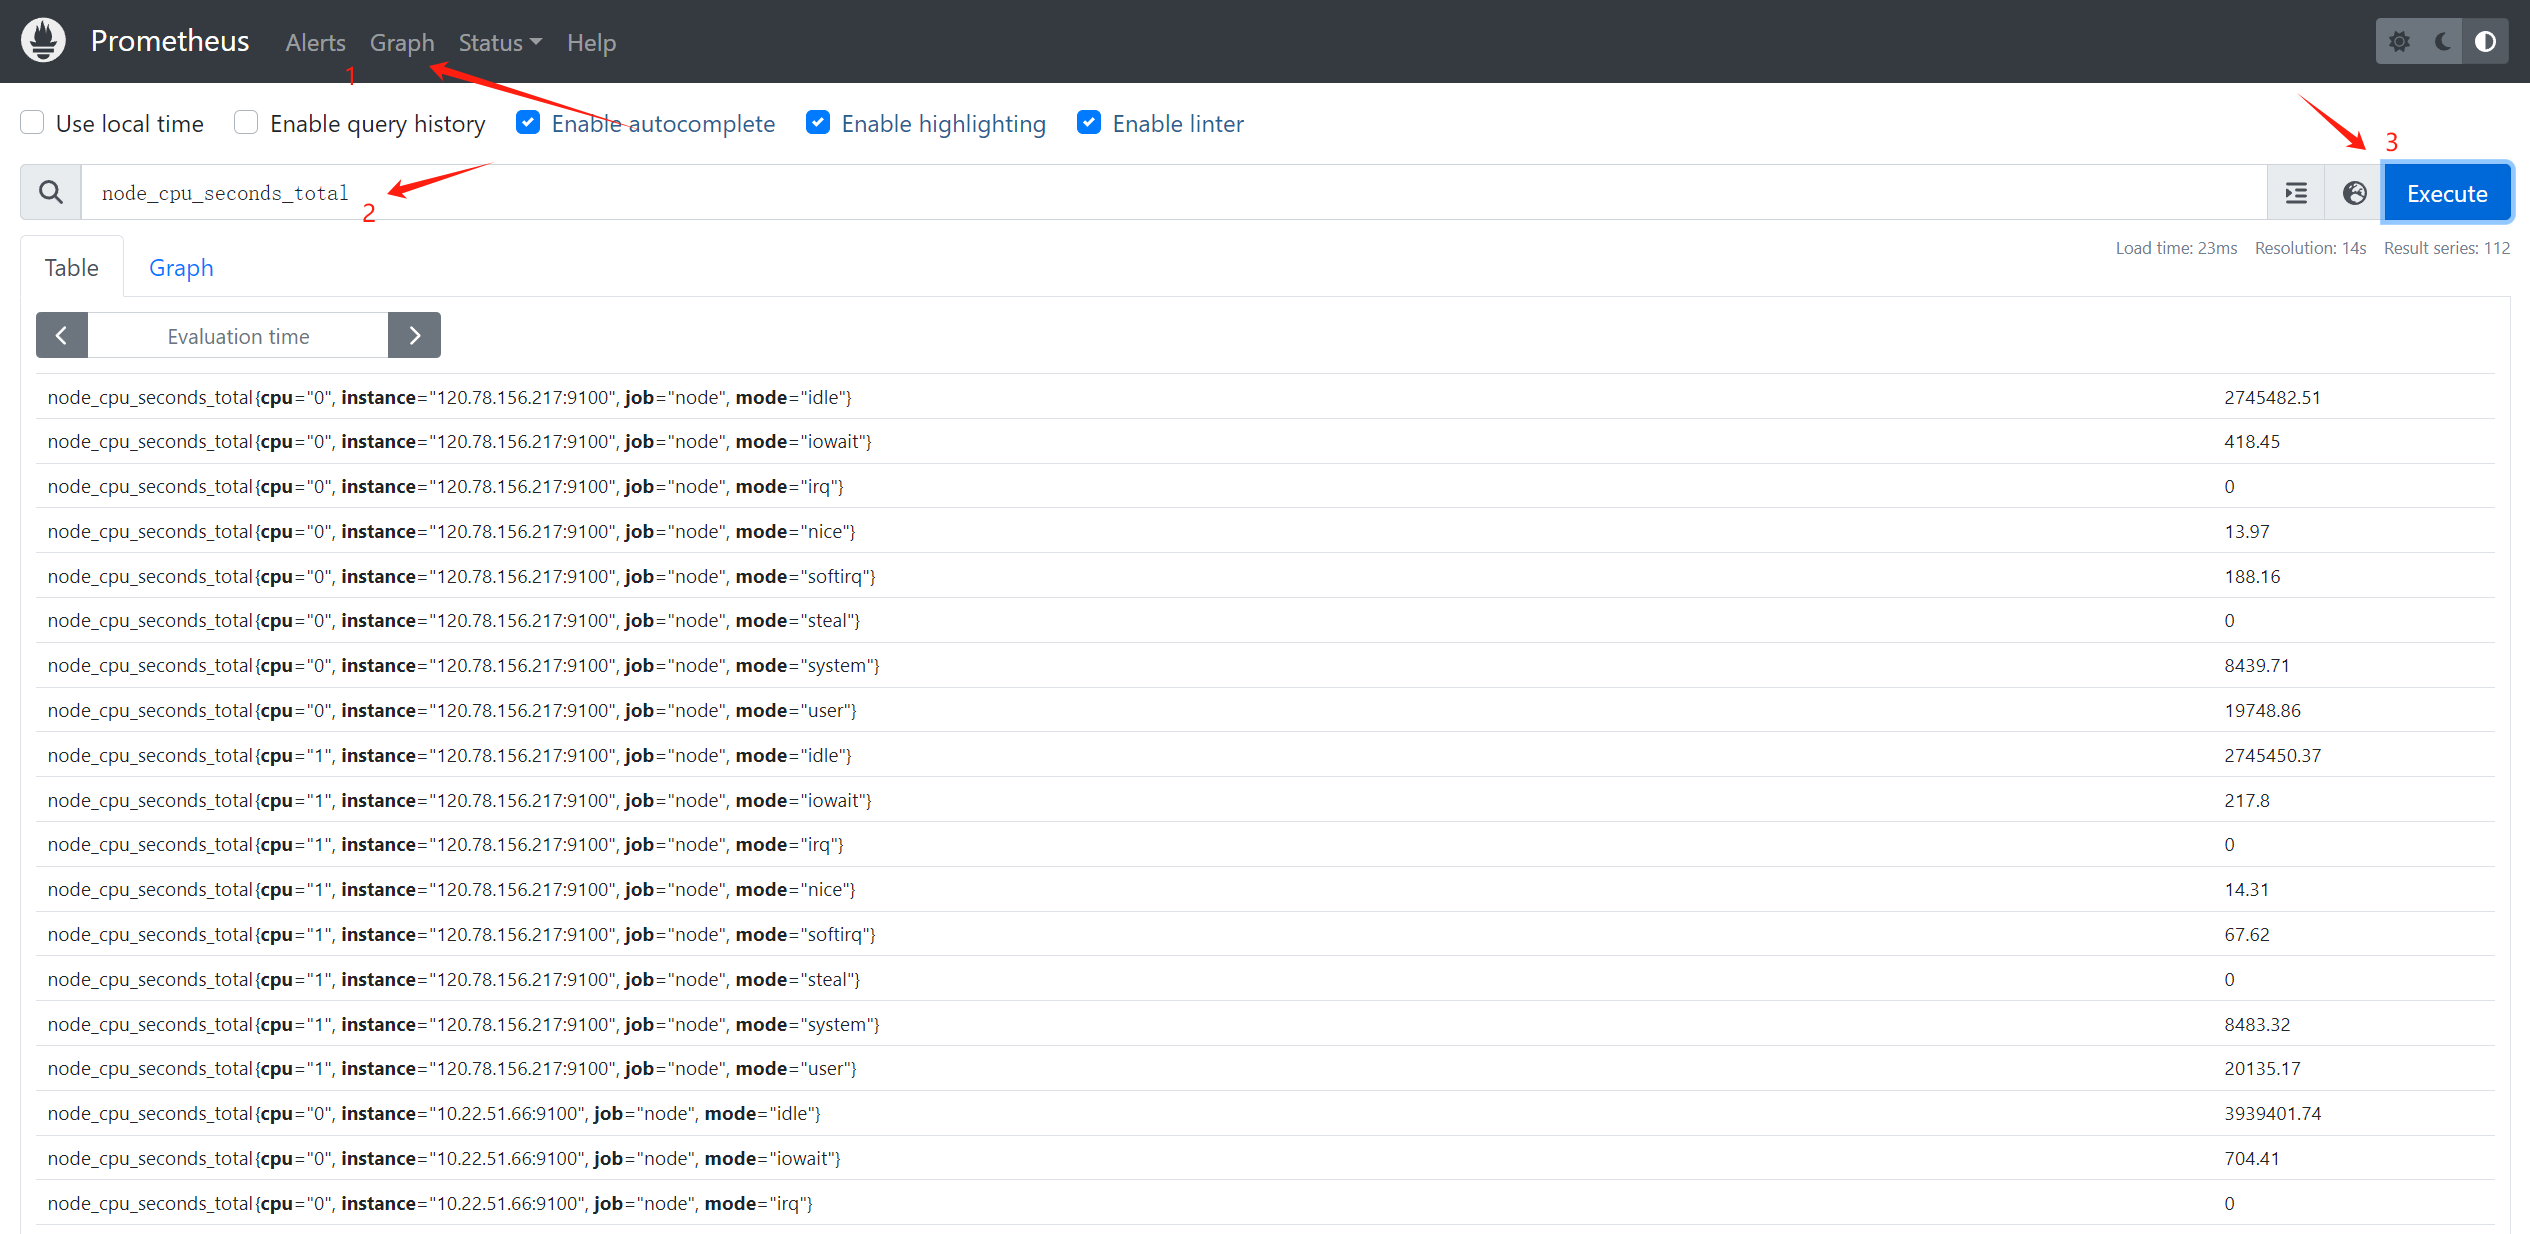 Prometheus Alerts Graph Status Help
1
Use local time Enable query history Enable autocomplete Enable highlighting Enable linter
3
node_cpu_seconds_total Execute
2
Table Graph Load time: 23ms Resolution: 14s Result series: 112
Evaluation time
node_cpu_seconds_total{cpu="0", instance="120.78.156.217:9100", job="node", mode="idle"} 2745482.51
node_cpu_seconds_total{cpu="0", instance="120.78.156.217:9100", job="node", mode="iowait"} 418.45
node_cpu_seconds_total{cpu="0", instance="120.78.156.217:9100", job="node", mode="irq"} 0
node_cpu_seconds_total{cpu="0", instance="120.78.156.217:9100", job="node", mode="nice"} 13.97
node_cpu_seconds_total{cpu="0", instance="120.78.156.217:9100", job="node", mode="softirq"} 188.16
node_cpu_seconds_total{cpu="0", instance="120.78.156.217:9100", job="node", mode="steal"} 0
node_cpu_seconds_total{cpu="0", instance="120.78.156.217:9100", job="node", mode="system"} 8439.71
node_cpu_seconds_total{cpu="0", instance="120.78.156.217:9100", job="node", mode="user"} 19748.86
node_cpu_seconds_total{cpu="1", instance="120.78.156.217:9100", job="node", mode="idle"} 2745450.37
node_cpu_seconds_total{cpu="1", instance="120.78.156.217:9100", job="node", mode="iowait"} 217.8
node_cpu_seconds_total{cpu="1", instance="120.78.156.217:9100", job="node", mode="irq"} 0
node_cpu_seconds_total{cpu="1", instance="120.78.156.217:9100", job="node", mode="nice"} 14.31
node_cpu_seconds_total{cpu="1", instance="120.78.156.217:9100", job="node", mode="softirq"} 67.62
node_cpu_seconds_total{cpu="1", instance="120.78.156.217:9100", job="node", mode="steal"} 0
node_cpu_seconds_total{cpu="1", instance="120.78.156.217:9100", job="node", mode="system"} 8483.32
node_cpu_seconds_total{cpu="1", instance="120.78.156.217:9100", job="node", mode="user"} 20135.17
node_cpu_seconds_total{cpu="0", instance="10.22.51.66:9100", job="node", mode="idle"} 3939401.74
node_cpu_seconds_total{cpu="0", instance="10.22.51.66:9100", job="node", mode="iowait"} 704.41
node_cpu_seconds_total{cpu="0", instance="10.22.51.66:9100", job="node", mode="irq"} 0